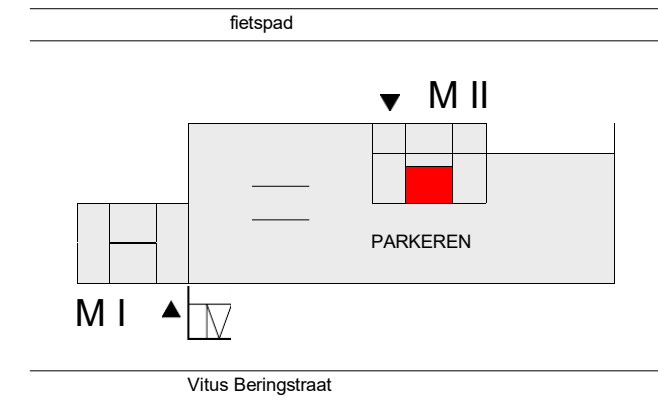 fietspad
M II
PARKEREN
M I
Vitus Beringstraat